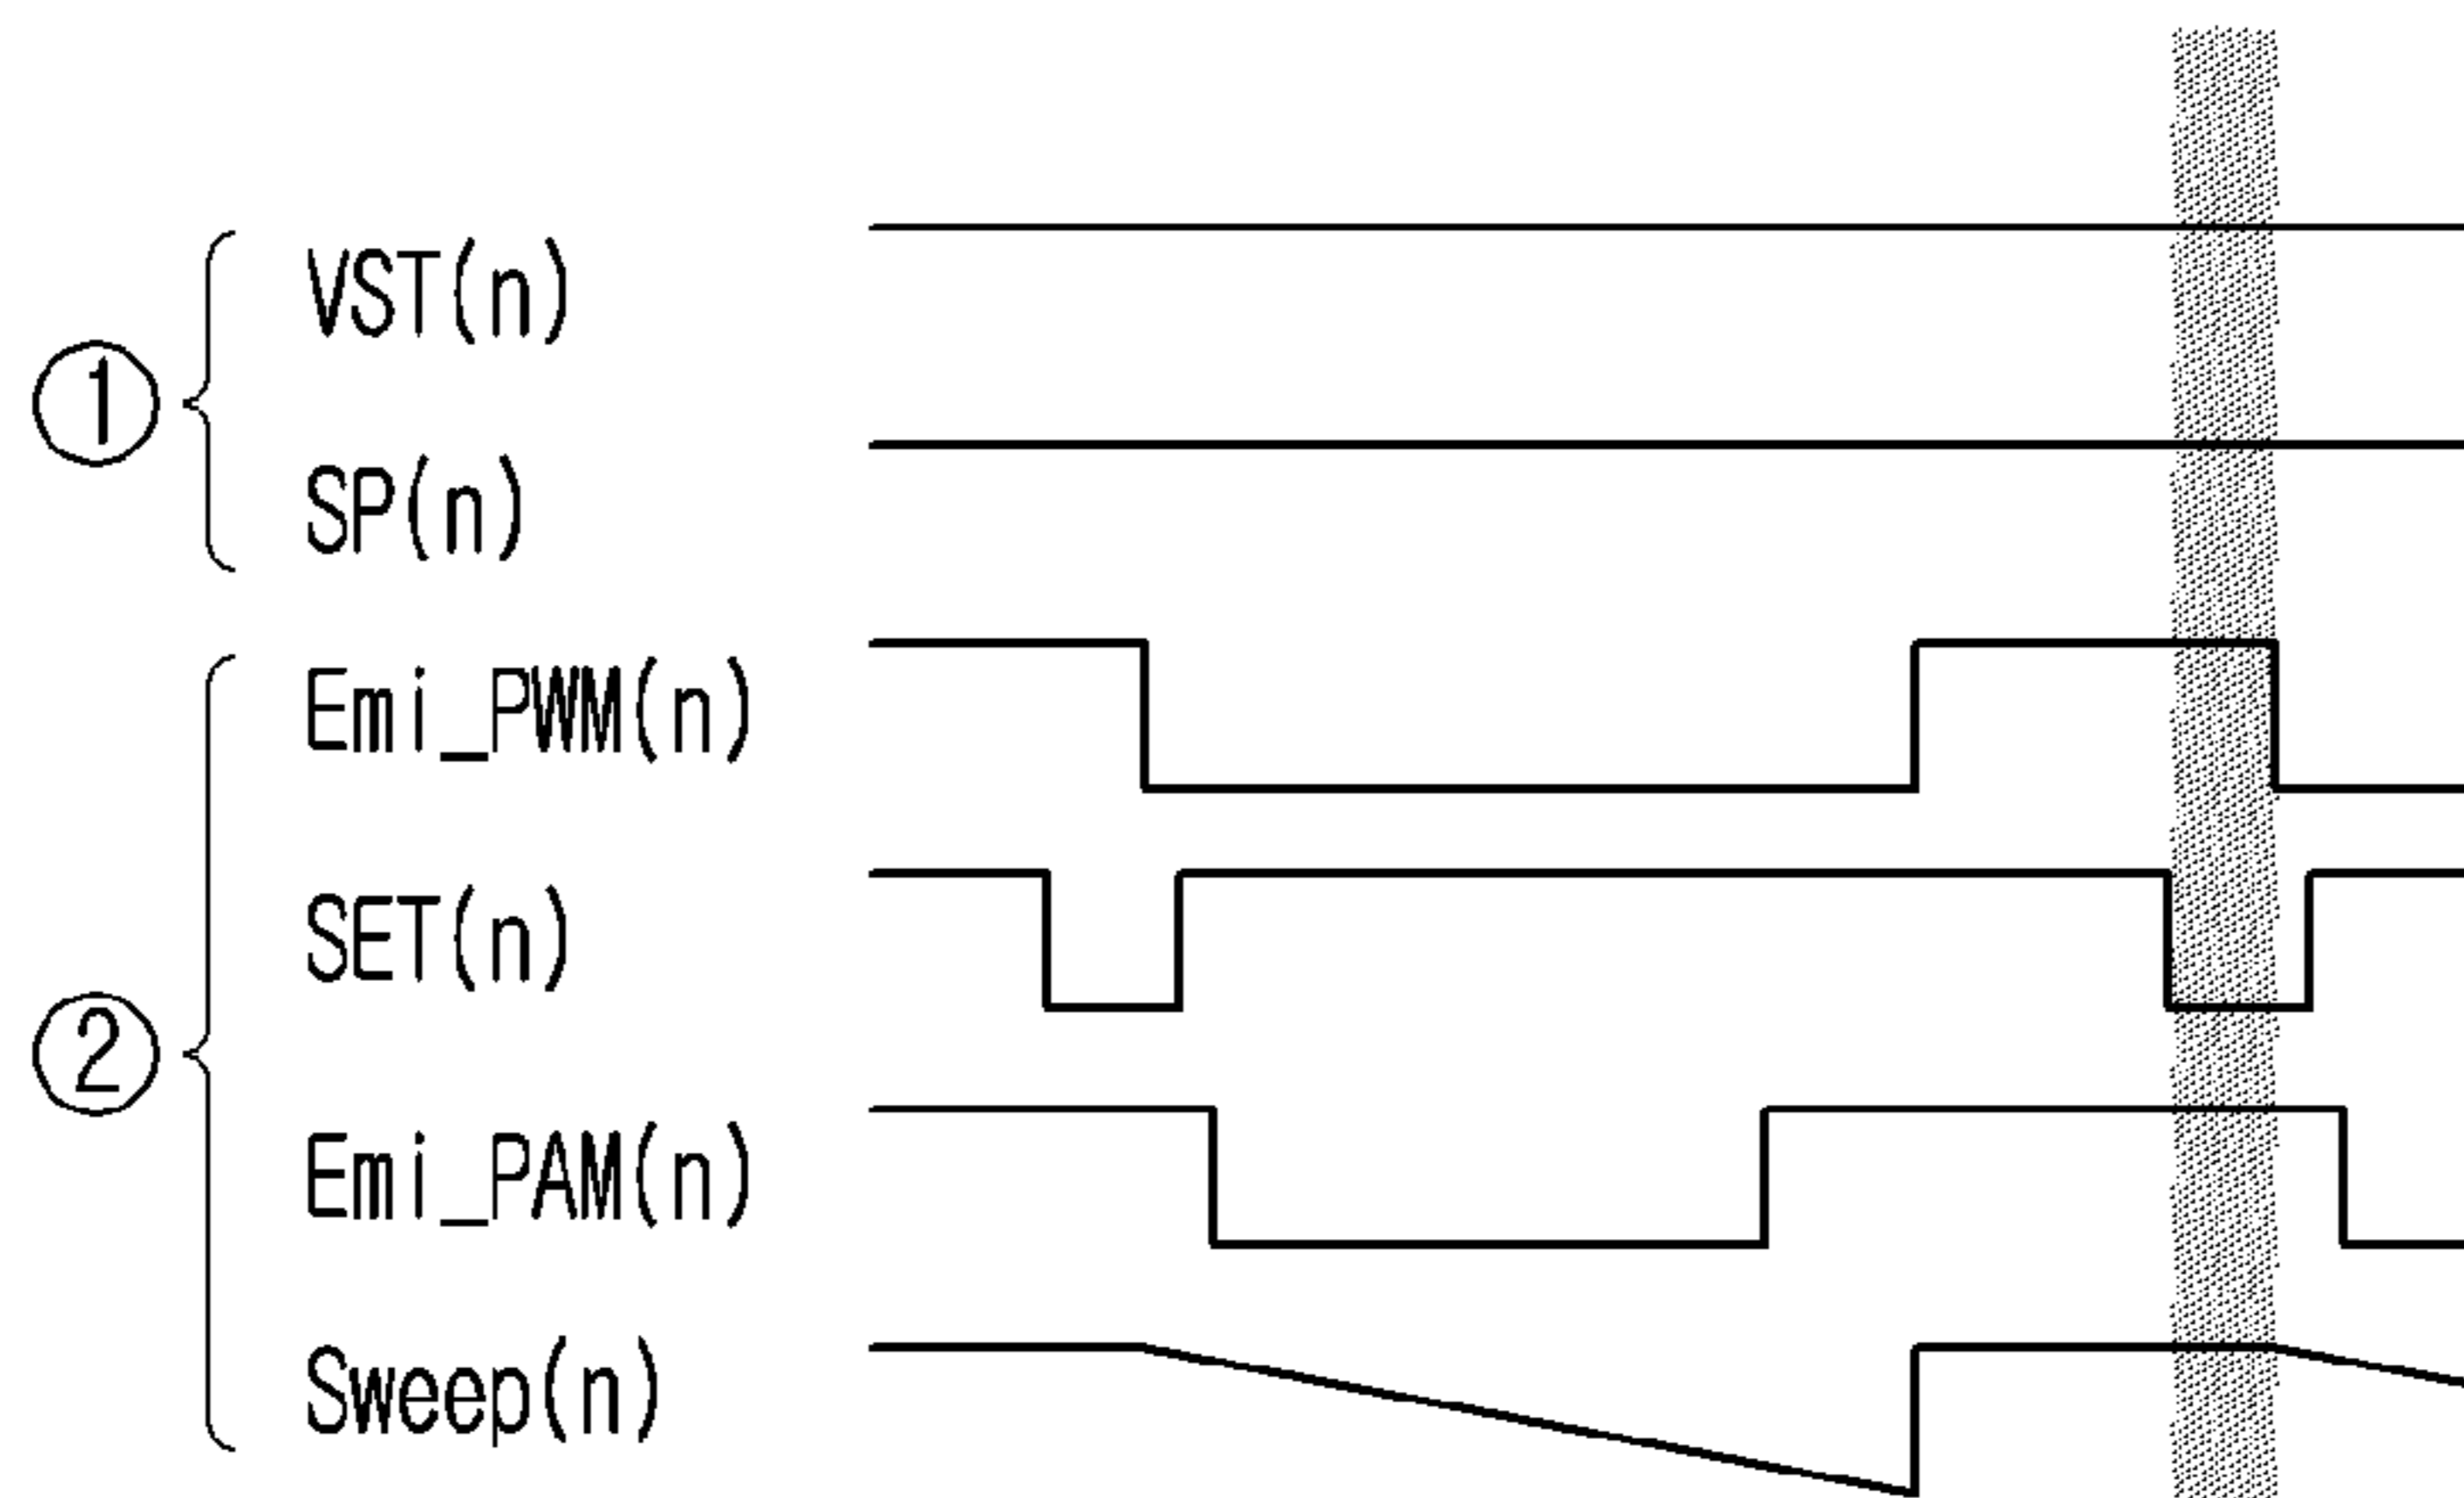 ①
VST(n)
SP(n)
②
Emi_PWM(n)
SET(n)
Emi_PAM(n)
Sweep(n)